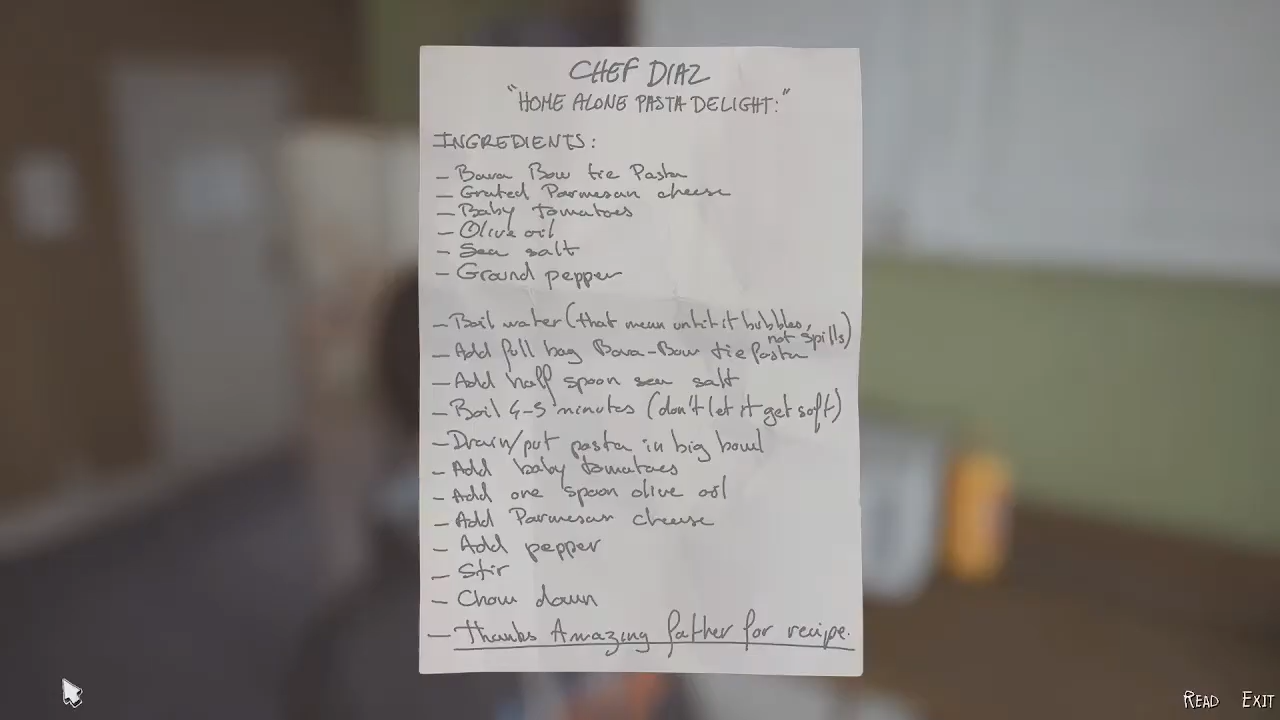 CHEF DIAZ
"HOME ALONE PASTA DELIGHT:"
INGREDIENTS:
- Bava Bow tie Pasta
- Grated Parmesan cheese
- Baby tomatoes
- Olive oil
- Sea salt
- Ground pepper
- Boil water (that mean until it bubbles, not spills)
- Add full bag Bava-Bow tie Pasta
- Add half spoon sea salt
- Boil 4-5 minutes (don't let it get soft)
- Drain/put pasta in big bowl
- Add baby tomatoes
- Add one spoon olive oil
- Add Parmesan cheese
- Add pepper
- Stir
- Chow down
- Thanks Amazing father for recipe.
READ EXIT